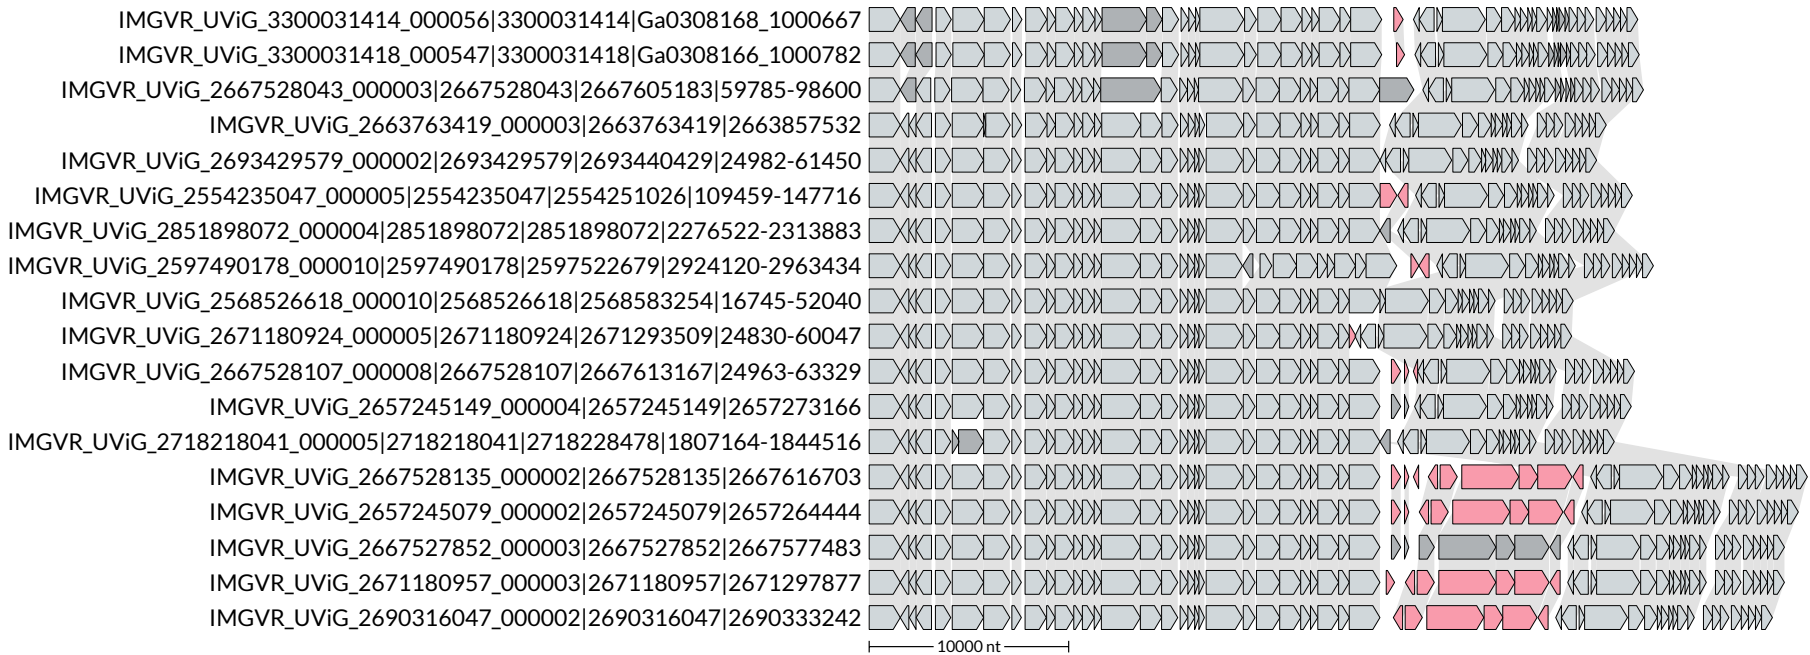 IMGVR_UViG_3300031414_000056|3300031414|Ga0308168_1000667
IMGVR_UViG_3300031418_000547|3300031418|Ga0308166_1000782
IMGVR_UViG_2667528043_000003|2667528043|2667605183|59785-98600
IMGVR_UViG_2663763419_000003|2663763419|2663857532
IMGVR_UViG_2693429579_000002|2693429579|2693440429|24982-61450
IMGVR_UViG_2554235047_000005|2554235047|2554251026|109459-147716
IMGVR_UViG_2851898072_000004|2851898072|2851898072|2276522-2313883
IMGVR_UViG_2597490178_000010|2597490178|2597522679|2924120-2963434
IMGVR_UViG_2568526618_000010|2568526618|2568583254|16745-52040
IMGVR_UViG_2671180924_000005|2671180924|2671293509|24830-60047
IMGVR_UViG_2667528107_000008|2667528107|2667613167|24963-63329
IMGVR_UViG_2657245149_000004|2657245149|2657273166
IMGVR_UViG_2718218041_000005|2718218041|2718228478|1807164-1844516
IMGVR_UViG_2667528135_000002|2667528135|2667616703
IMGVR_UViG_2657245079_000002|2657245079|2657264444
IMGVR_UViG_2667527852_000003|2667527852|2667577483
IMGVR_UViG_2671180957_000003|2671180957|2671297877
IMGVR_UViG_2690316047_000002|2690316047|2690333242
10000 nt